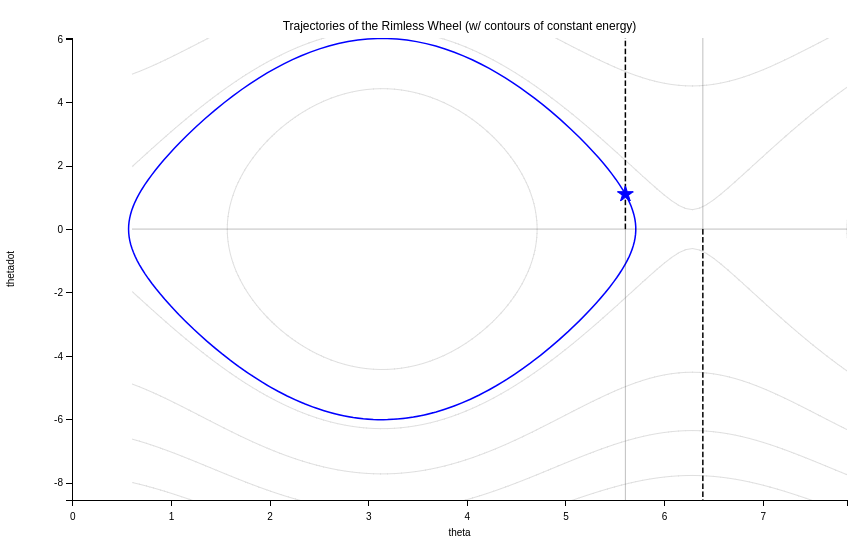 Trajectories of the Rimless Wheel (w/ contours of constant energy)
6
4
2
0
-2
-4
-6
-8
thetadot
0 1 2 3 4 5 6 7
theta